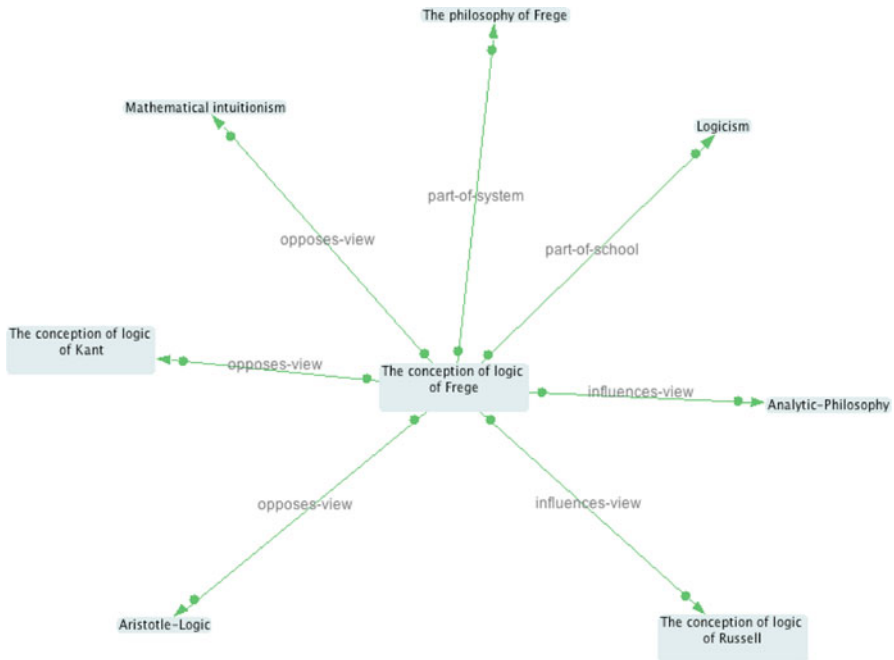 The philosophy of Frege
Mathematical intuitionism
Logicism
part-of-system
opposes-view
part-of-school
The conception of logic
of Kant
opposes-view
The conception of logic
of Frege
influences-view
Analytic-Philosophy
opposes-view
influences-view
Aristotle-Logic
The conception of logic
of Russell